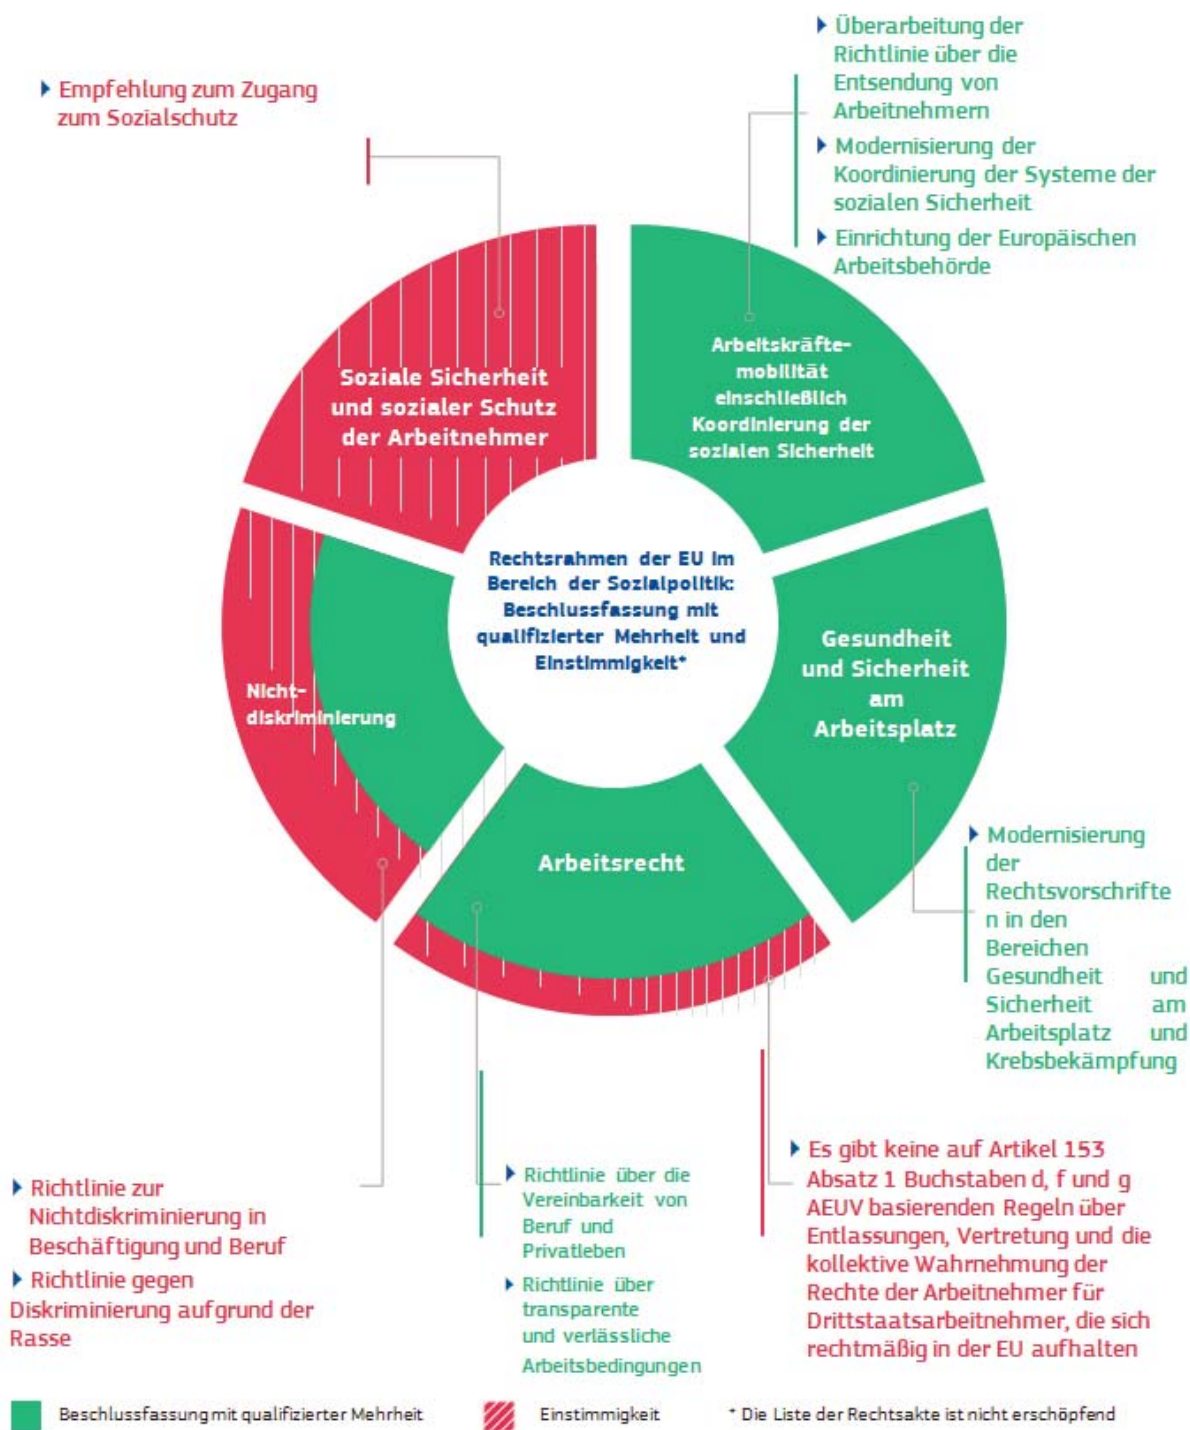 Empfehlung zum Zugang
zum Sozialschutz
Überarbeitung der
Richtlinie über die
Entsendung von
Arbeitnehmern
Modernisierung der
Koordinierung der Systeme der
sozialen Sicherheit
Einrichtung der Europäischen
Arbeitsbehörde
Soziale Sicherheit
und sozialer Schutz
der Arbeitnehmer
Arbeitskräfte-
mobilität
einschließlich
Koordinierung der
sozialen Sicherheit
Rechtsrahmen der EU im
Bereich der Sozialpolitik:
Beschlussfassung mit
qualifizierter Mehrheit und
Einstimmigkeit*
Gesundheit
und Sicherheit
am
Arbeitsplatz
Nicht-
diskriminierung
Arbeitsrecht
Modernisierung
der
Rechtsvorschrifte
n in den
Bereichen
Gesundheit und
Sicherheit am
Arbeitsplatz und
Krebsbekämpfung
Richtlinie zur
Nichtdiskriminierung in
Beschäftigung und Beruf
Richtlinie gegen
Diskriminierung aufgrund der
Rasse
Richtlinie über die
Vereinbarkeit von
Beruf und
Privatleben
Richtlinie über
transparente
und verlässliche
Arbeitsbedingungen
Es gibt keine auf Artikel 153
Absatz 1 Buchstaben d, f und g
AEUV basierenden Regeln über
Entlassungen, Vertretung und die
kollektive Wahrnehmung der
Rechte der Arbeitnehmer für
Drittstaatsarbeitnehmer, die sich
rechtmäßig in der EU aufhalten
Beschlussfassung mit qualifizierter Mehrheit
Einstimmigkeit
* Die Liste der Rechtsakte ist nicht erschöpfend